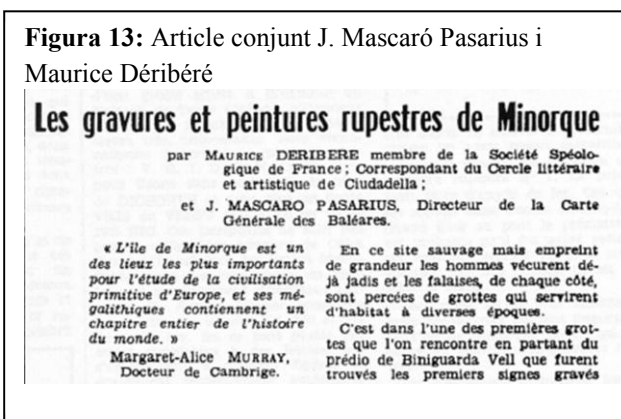 Figura 13: Article conjunt J. Mascaró Pasarius i
Maurice Déribéré
Les gravures et peintures rupestres de Minorque
par MAURICE DERIBERE membre de la Société Spéolo-
gique de France ; Correspondant du Cercle littéraire
et artistique de Ciudadella ;
et J. MASCARO PASARIUS, Directeur de la Carte
Générale des Baléares.
« L'île de Minorque est un
des lieux les plus importants
pour l'étude de la civilisation
primitive d'Europe, et ses mé-
galithiques contiennent un
chapitre entier de l'histoire
du monde. »
Margaret-Alice MURRAY,
Docteur de Cambrige.
En ce site sauvage mais empreint
de grandeur les hommes vécurent dé-
jà jadis et les falaises, de chaque côté,
sont percées de grottes qui servirent
d'habitat à diverses époques.
C'est dans l'une des premières grot-
tes que l'on rencontre en partant du
prédio de Biniguarda Vell que furent
trouvés les premiers signes gravés